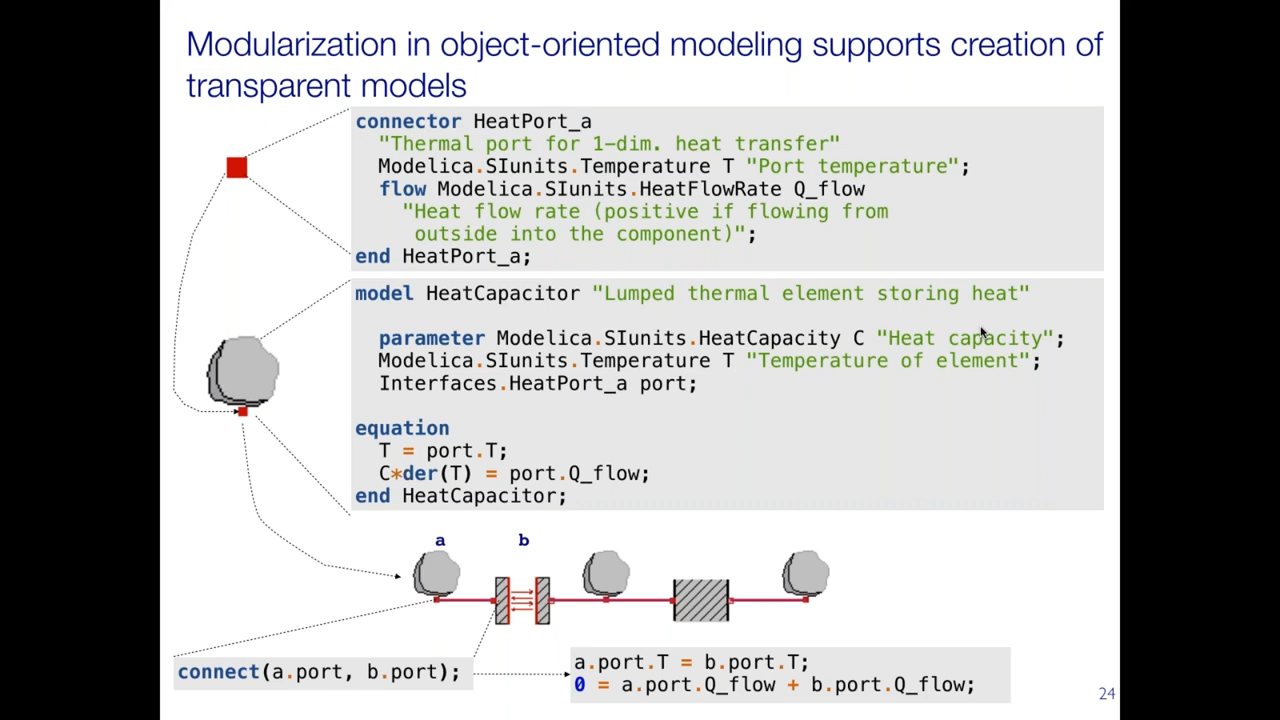 Modularization in object-oriented modeling supports creation of
transparent models
connector HeatPort_a
"Thermal port for 1-dim. heat transfer"
Modelica.SIunits.Temperature T "Port temperature";
flow Modelica.SIunits.HeatFlowRate Q_flow
"Heat flow rate (positive if flowing from
outside into the component)";
end HeatPort_a;
model HeatCapacitor "Lumped thermal element storing heat"
parameter Modelica.SIunits.HeatCapacity C "Heat capacity";
Modelica.SIunits.Temperature T "Temperature of element";
Interfaces.HeatPort_a port;
equation
T = port.T;
C*der(T) = port.Q_flow;
end HeatCapacitor;
a b
connect(a.port, b.port);
a.port.T = b.port.T;
0 = a.port.Q_flow + b.port.Q_flow;
24